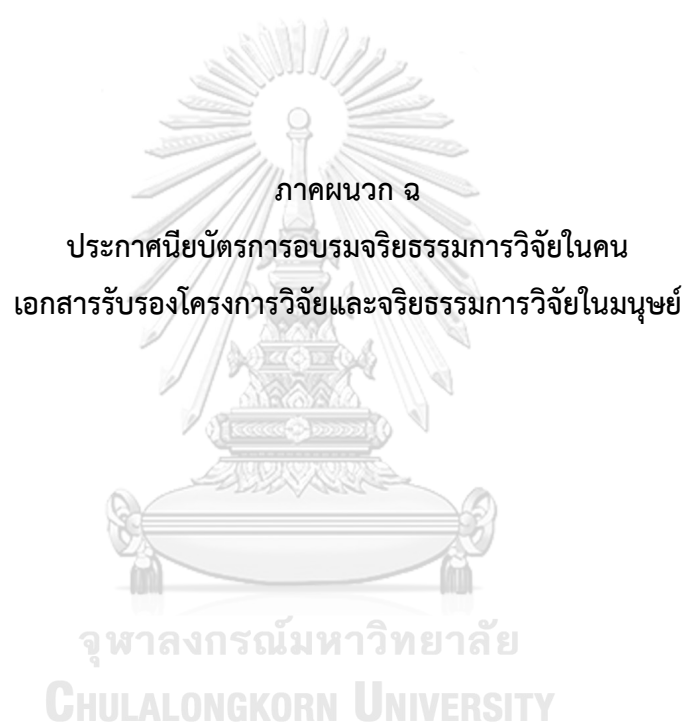 ภาคผนวก ฉ
ประกาศนียบัตรการอบรมจริยธรรมการวิจัยในคน
เอกสารรับรองโครงการวิจัยและจริยธรรมการวิจัยในมนุษย์
จุฬาลงกรณ์มหาวิทยาลัย
CHULALONGKORN UNIVERSITY